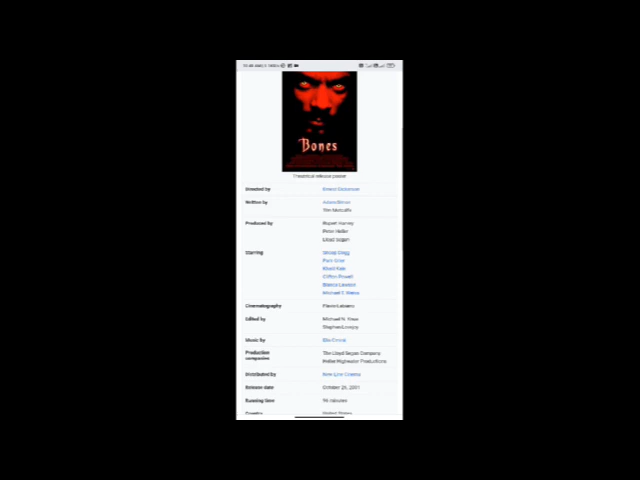 Bones
Theatrical release poster
Directed by Ernest Dickerson
Written by Adam Simon
Tim Metcalfe
Produced by Rupert Harvey
Peter Heller
Lloyd Segan
Starring Snoop Dogg
Pam Grier
Khalil Kain
Clifton Powell
Bianca Lawson
Michael T. Weiss
Cinematography Flavio Labiano
Edited by Michael N. Knue
Stephen Lovejoy
Music by Elia Cmiral
Production
companies The Lloyd Segan Company
Heller Highwater Productions
Distributed by New Line Cinema
Release date October 26, 2001
Running time 96 minutes
Country United States